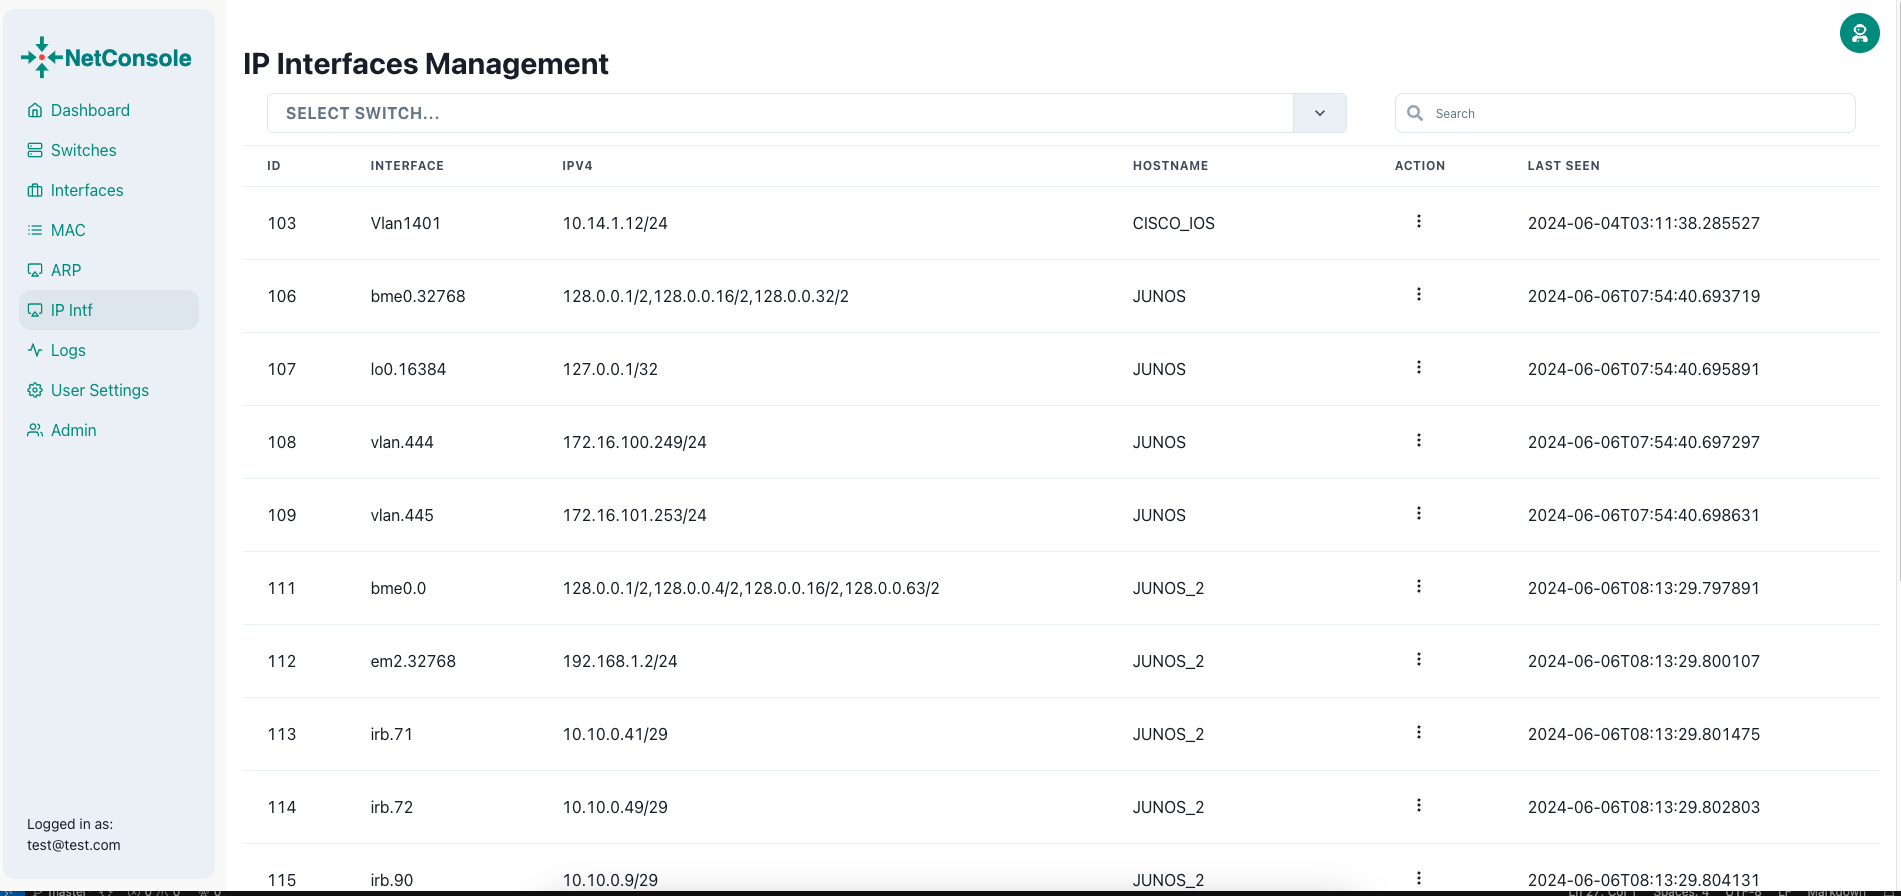 NetConsole
Dashboard
Switches
Interfaces
MAC
ARP
IP Intf
Logs
User Settings
Admin
Logged in as:
test@test.com
IP Interfaces Management
SELECT SWITCH...
Search
ID INTERFACE IPV4 HOSTNAME ACTION LAST SEEN
103 Vlan1401 10.14.1.12/24 CISCO_IOS 2024-06-04T03:11:38.285527
106 bme0.32768 128.0.0.1/2,128.0.0.16/2,128.0.0.32/2 JUNOS 2024-06-06T07:54:40.693719
107 lo0.16384 127.0.0.1/32 JUNOS 2024-06-06T07:54:40.695891
108 vlan.444 172.16.100.249/24 JUNOS 2024-06-06T07:54:40.697297
109 vlan.445 172.16.101.253/24 JUNOS 2024-06-06T07:54:40.698631
111 bme0.0 128.0.0.1/2,128.0.0.4/2,128.0.0.16/2,128.0.0.63/2 JUNOS_2 2024-06-06T08:13:29.797891
112 em2.32768 192.168.1.2/24 JUNOS_2 2024-06-06T08:13:29.800107
113 irb.71 10.10.0.41/29 JUNOS_2 2024-06-06T08:13:29.801475
114 irb.72 10.10.0.49/29 JUNOS_2 2024-06-06T08:13:29.802803
115 irb.90 10.10.0.9/29 JUNOS_2 2024-06-06T08:13:29.804131